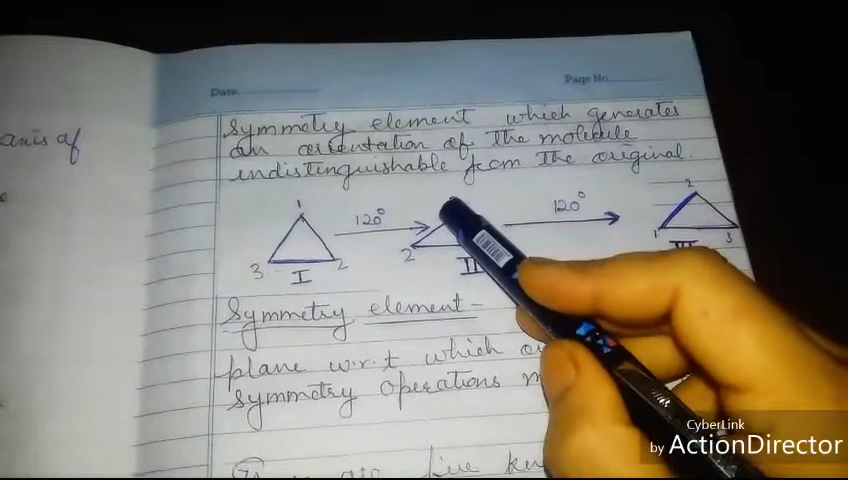 Date
Page No
axis of
Symmetry element which generates
an orientation of the molecule
indistinguishable from the original.
1 120° 120° 2
3 2 2 1 3
I II III
Symmetry element -
plane w.r.t which
symmetry operations
five
CyberLink
by ActionDirector